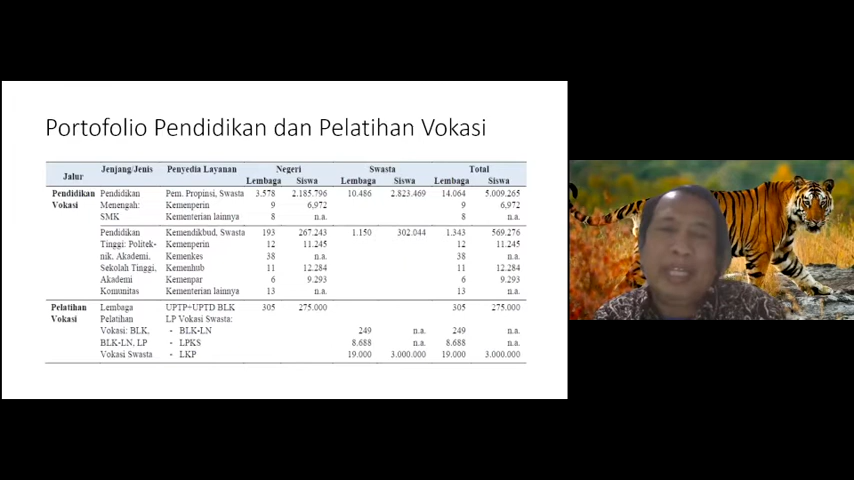 Portofolio Pendidikan dan Pelatihan Vokasi
Jalur Jenjang/Jenis Penyedia Layanan Negeri Swasta Total
Lembaga Siswa Lembaga Siswa Lembaga Siswa
Pendidikan Pendidikan Pem. Propinsi, Swasta 3.578 2.185.796 10.486 2.823.469 14.064 5.009.265
Vokasi Menengah: Kemenperin 9 6,972 9 6,972
SMK Kementerian lainnya 8 n.a. 8 n.a.
Pendidikan Kemendikbud, Swasta 193 267.243 1.150 302.044 1.343 569.276
Tinggi: Politek- Kemenperin 12 11.245 12 11.245
nik, Akademi, Kemenkes 38 n.a. 38 n.a.
Sekolah Tinggi, Kemenhub 11 12.284 11 12.284
Akademi Kemenpar 6 9.293 6 9.293
Komunitas Kementerian lainnya 13 n.a. 13 n.a.
Pelatihan Lembaga UPTP+UPTD BLK 305 275.000 305 275.000
Vokasi Pelatihan LP Vokasi Swasta:
Vokasi: BLK, - BLK-LN 249 n.a. 249 n.a.
BLK-LN, LP - LPKS 8.688 n.a. 8.688 n.a.
Vokasi Swasta - LKP 19.000 3.000.000 19.000 3.000.000